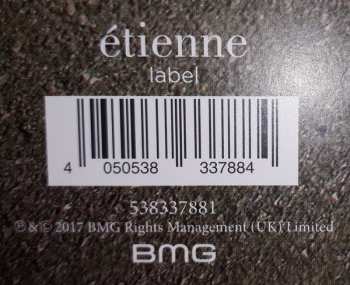 étienne
label
4 050538 337884
538337881
℗ & © 2017 BMG Rights Management (UK) Limited
BMG